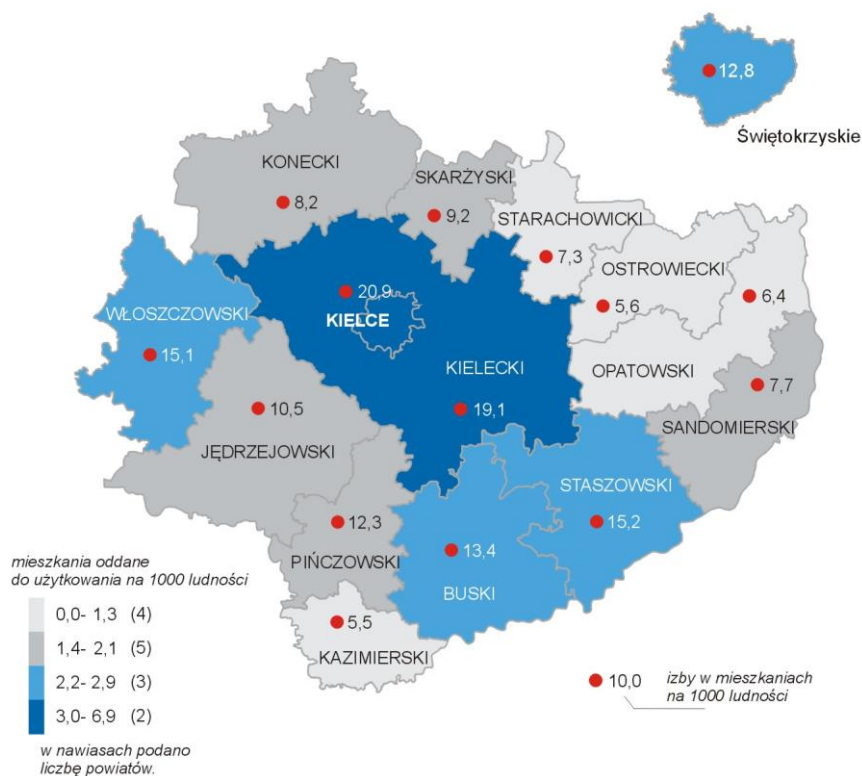 12,8
Świętokrzyskie
KONECKI
8,2
SKARŻYSKI
9,2
STARACHOWICKI
7,3
OSTROWIECKI
5,6
6,4
OPATOWSKI
WŁOSZCZOWSKI
15,1
20,9
KIELCE
KIELECKI
19,1
7,7
SANDOMIERSKI
10,5
JĘDRZEJOWSKI
STASZOWSKI
15,2
12,3
PIŃCZOWSKI
13,4
BUSKI
5,5
KAZIMIERSKI
mieszkania oddane
do użytkowania na 1000 ludności
0,0- 1,3 (4)
1,4- 2,1 (5)
2,2- 2,9 (3)
3,0- 6,9 (2)
w nawiasach podano
liczbę powiatów.
10,0 izby w mieszkaniach
na 1000 ludności